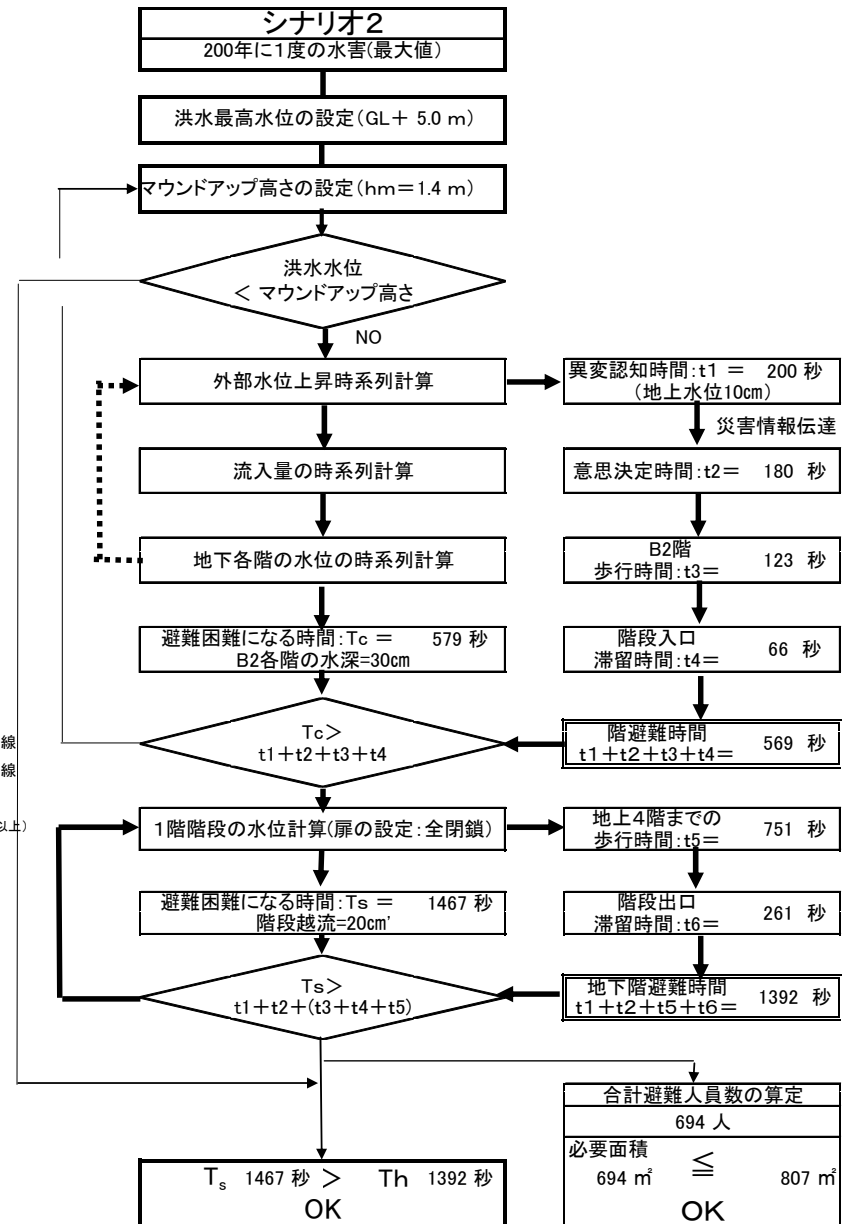 シナリオ2
200年に1度の水害(最大値)
洪水最高水位の設定(GL+ 5.0 m)
マウンドアップ高さの設定(hm=1.4 m)
洪水水位
< マウンドアップ高さ
NO
外部水位上昇時系列計算
異変認知時間:t1 = 200 秒
(地上水位10cm)
災害情報伝達
流入量の時系列計算
意思決定時間:t2= 180 秒
地下各階の水位の時系列計算
B2階
歩行時間:t3= 123 秒
避難困難になる時間:Tc = 579 秒
B2各階の水深=30cm
階段入口
滞留時間:t4= 66 秒
線
線
Tc>
t1+t2+t3+t4
階避難時間
t1+t2+t3+t4= 569 秒
以上)
1階階段の水位計算(扉の設定:全閉鎖)
地上4階までの
歩行時間:t5= 751 秒
避難困難になる時間:Ts = 1467 秒
階段越流=20cm'
階段出口
滞留時間:t6= 261 秒
Ts>
t1+t2+(t3+t4+t5)
地下階避難時間
t1+t2+t5+t6= 1392 秒
合計避難人員数の算定
694 人
必要面積
694 ㎡ ≦ 807 ㎡
OK
Ts 1467 秒 > Th 1392 秒
OK